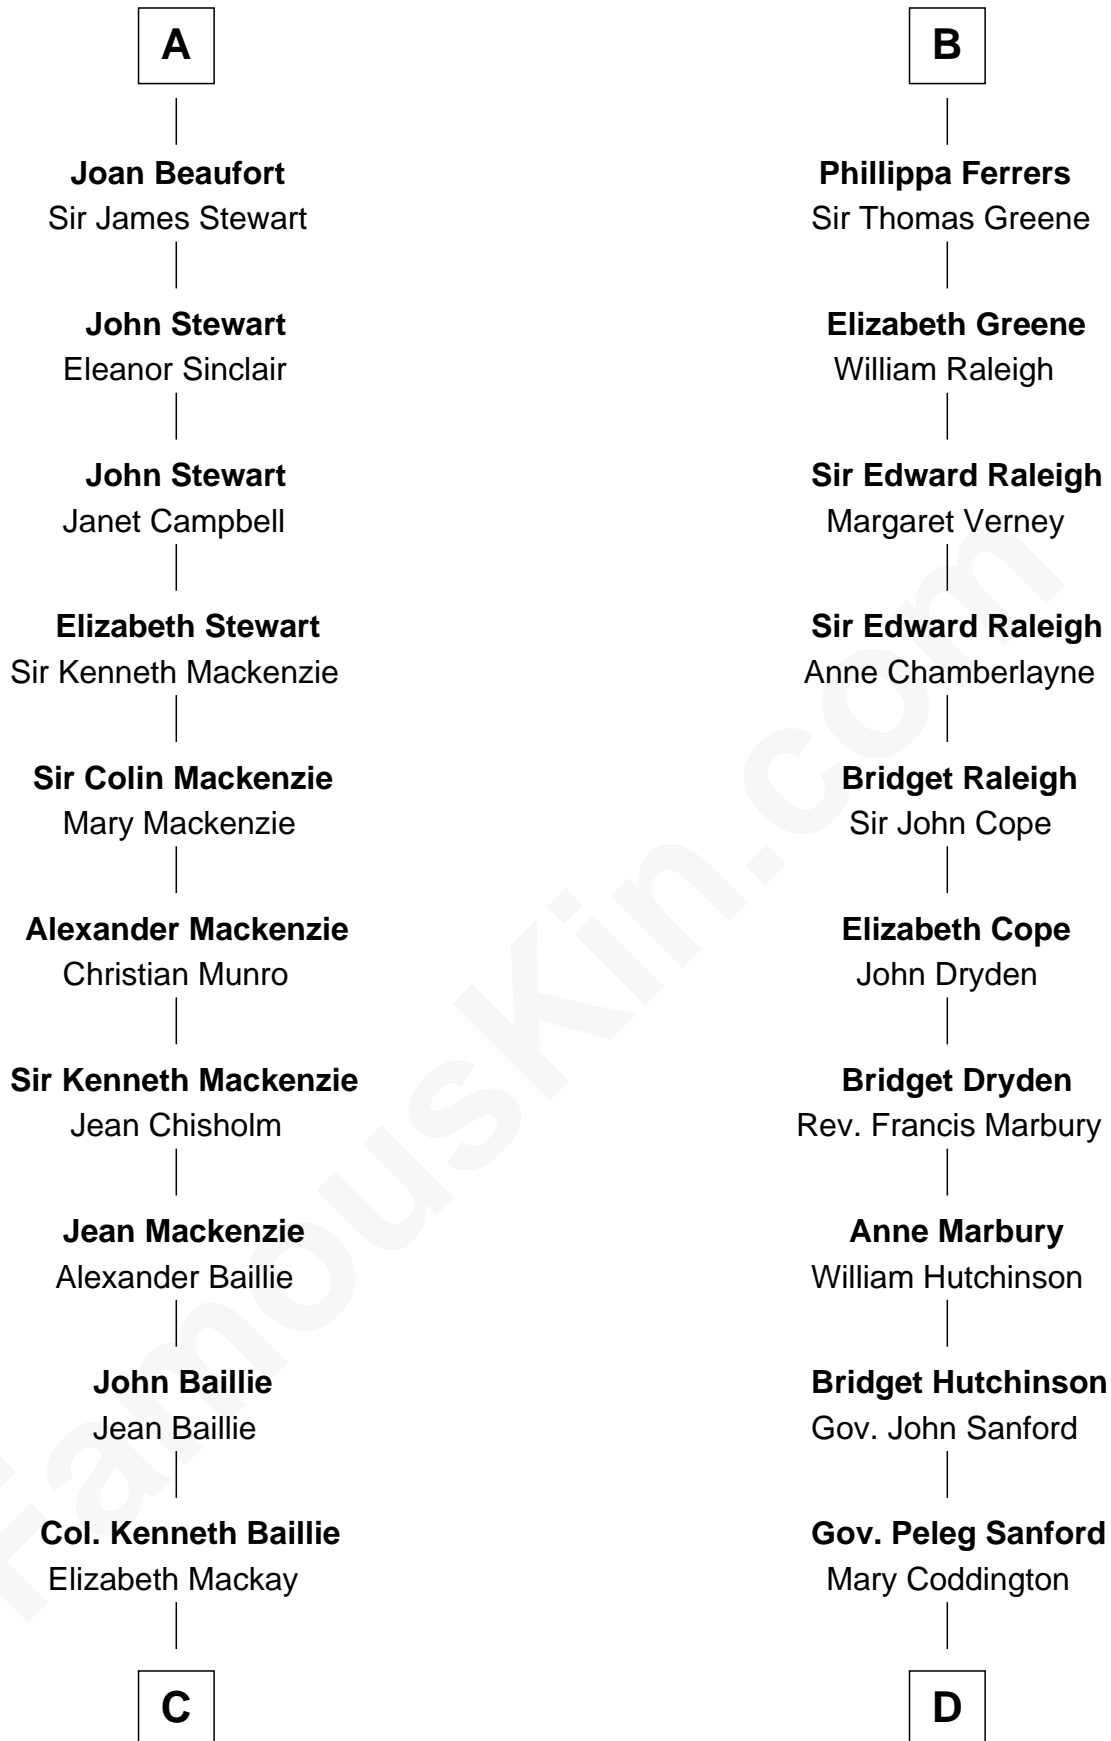 A
Joan Beaufort
Sir James Stewart
John Stewart
Eleanor Sinclair
John Stewart
Janet Campbell
Elizabeth Stewart
Sir Kenneth Mackenzie
Sir Colin Mackenzie
Mary Mackenzie
Alexander Mackenzie
Christian Munro
Sir Kenneth Mackenzie
Jean Chisholm
Jean Mackenzie
Alexander Baillie
John Baillie
Jean Baillie
Col. Kenneth Baillie
Elizabeth Mackay
C
B
Phillippa Ferrers
Sir Thomas Greene
Elizabeth Greene
William Raleigh
Sir Edward Raleigh
Margaret Verney
Sir Edward Raleigh
Anne Chamberlayne
Bridget Raleigh
Sir John Cope
Elizabeth Cope
John Dryden
Bridget Dryden
Rev. Francis Marbury
Anne Marbury
William Hutchinson
Bridget Hutchinson
Gov. John Sanford
Gov. Peleg Sanford
Mary Coddington
D
FamousKin.com